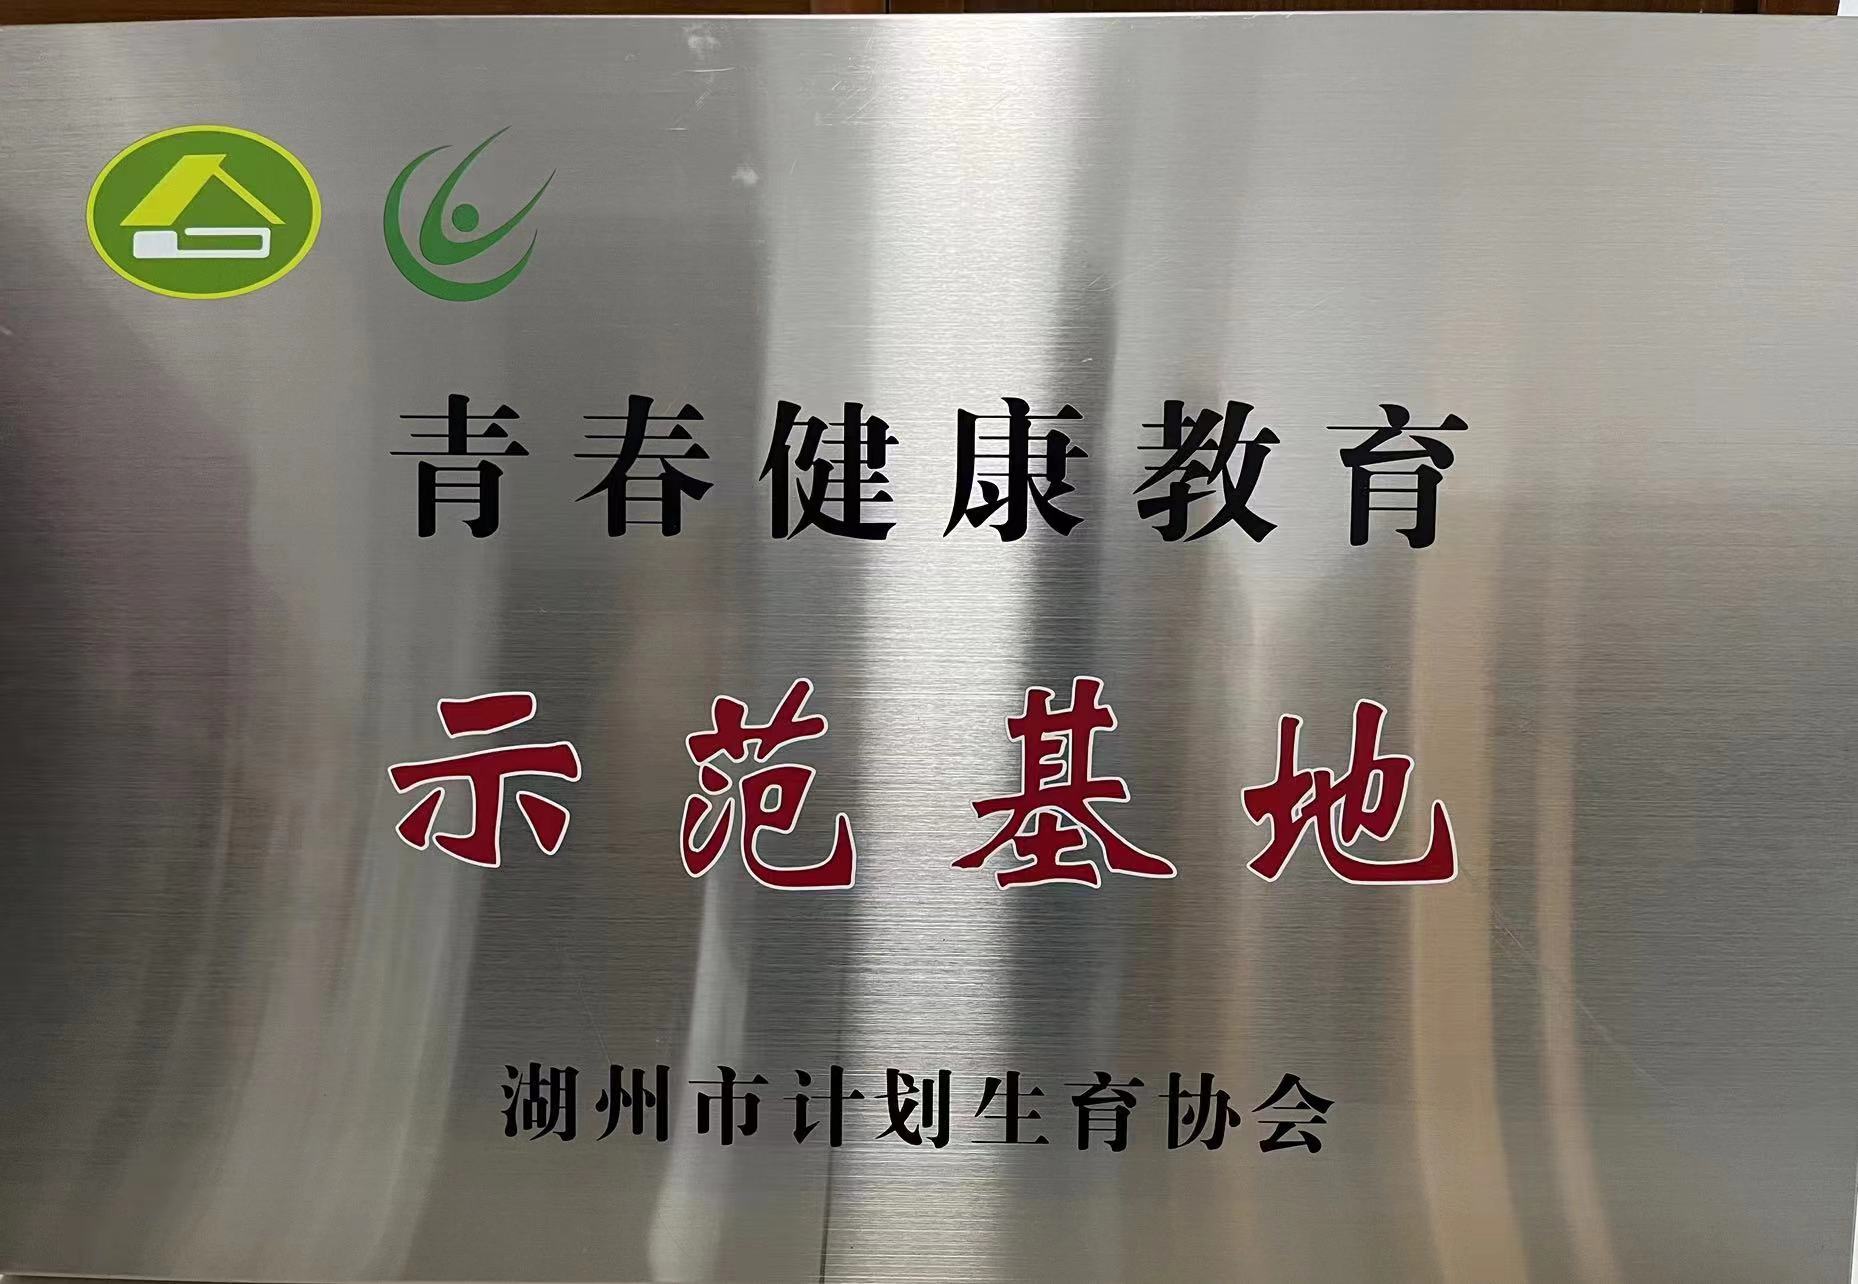 青春健康教育
示范基地
湖州市计划生育协会